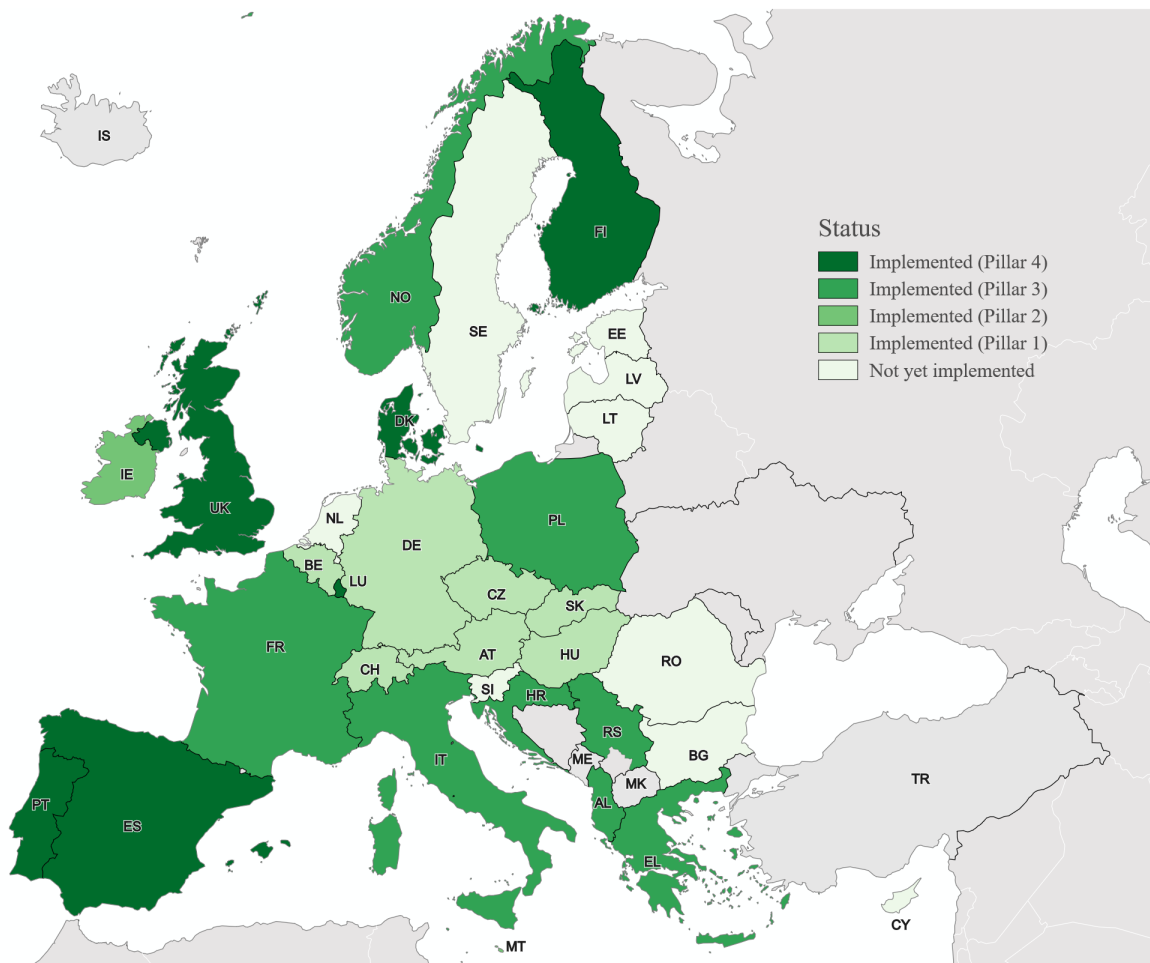 IS
FI
NO
SE
EE
LV
LT
DK
IE
UK
NL
DE
PL
BE
LU
CZ
SK
FR
CH
AT
HU
RO
SI
HR
RS
IT
BG
ME
MK
AL
TR
PT
ES
EL
CY
MT
Status
Implemented (Pillar 4)
Implemented (Pillar 3)
Implemented (Pillar 2)
Implemented (Pillar 1)
Not yet implemented